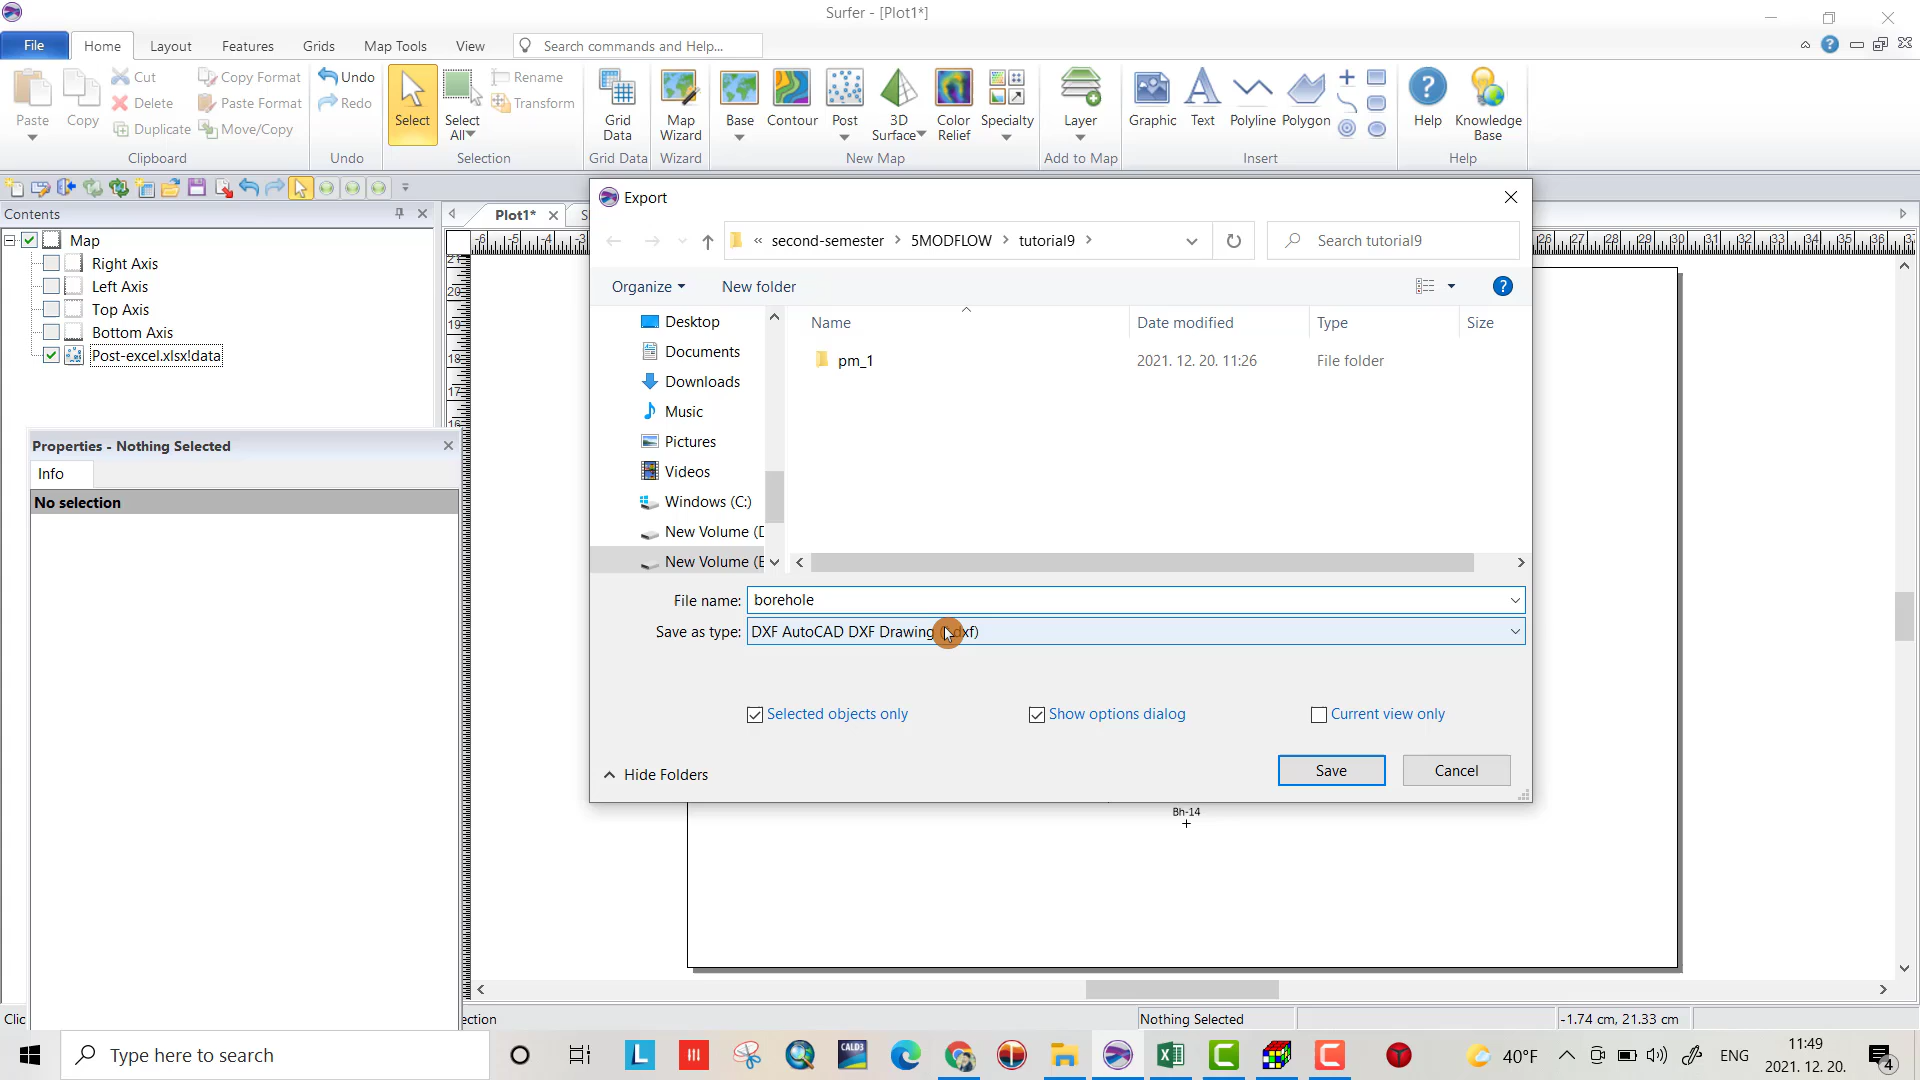 Surfer - [Plot1*]
File Home Layout Features Grids Map Tools View Search commands and Help...
Paste Copy Cut Copy Format Undo Select Select All Rename Grid Data Map Wizard Base Contour Post 3D Surface Color Relief Specialty Layer Graphic Text Polyline Polygon Help Knowledge Base
Delete Paste Format Redo Transform
Duplicate Move/Copy
Clipboard Undo Selection Grid Data Wizard New Map Add to Map Insert Help
Contents
Plot1*
Map
Right Axis
Left Axis
Top Axis
Bottom Axis
Post-excel.xlsx!data
Properties - Nothing Selected
Info
No selection
Export
« second-semester > 5MODFLOW > tutorial9 >
Search tutorial9
Organize New folder
Desktop
Documents
Downloads
Music
Pictures
Videos
Windows (C:)
New Volume (D
New Volume (E
Name Date modified Type Size
pm_1 2021. 12. 20. 11:26 File folder
File name: borehole
Save as type: DXF AutoCAD DXF Drawing dxf)
Selected objects only Show options dialog Current view only
Hide Folders Save Cancel
Bh-14
Clic ection Nothing Selected -1.74 cm, 21.33 cm
Type here to search
CALD3
40°F ENG 11:49
2021. 12. 20.
4